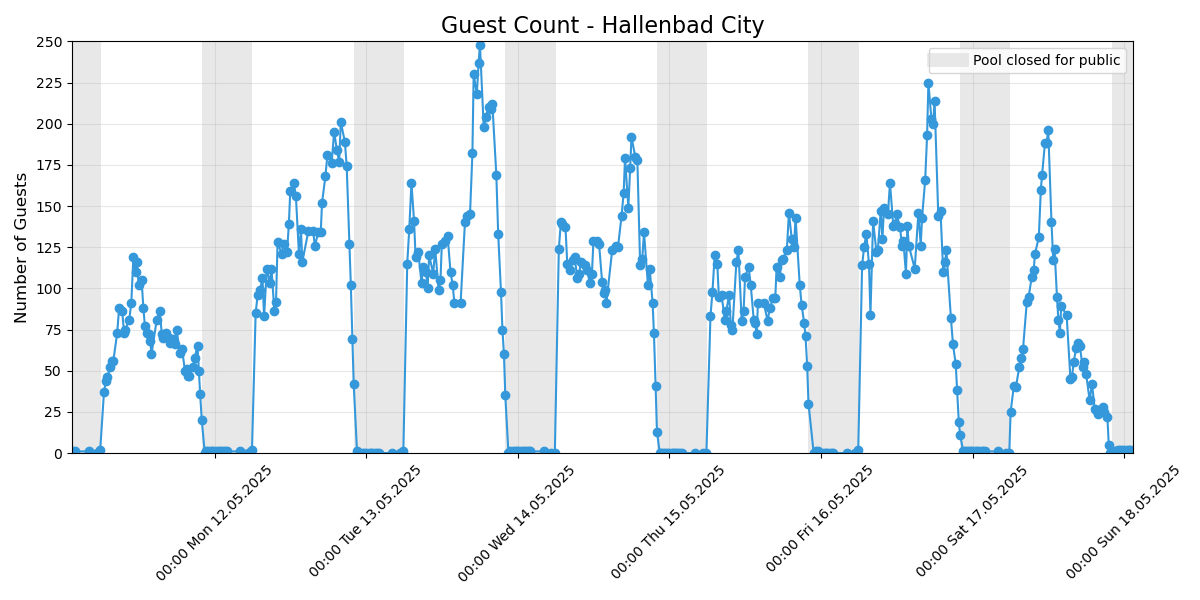 Guest Count - Hallenbad City
Pool closed for public
Number of Guests
250
225
200
175
150
125
100
75
50
25
0
00:00 Mon 12.05.2025
00:00 Tue 13.05.2025
00:00 Wed 14.05.2025
00:00 Thu 15.05.2025
00:00 Fri 16.05.2025
00:00 Sat 17.05.2025
00:00 Sun 18.05.2025